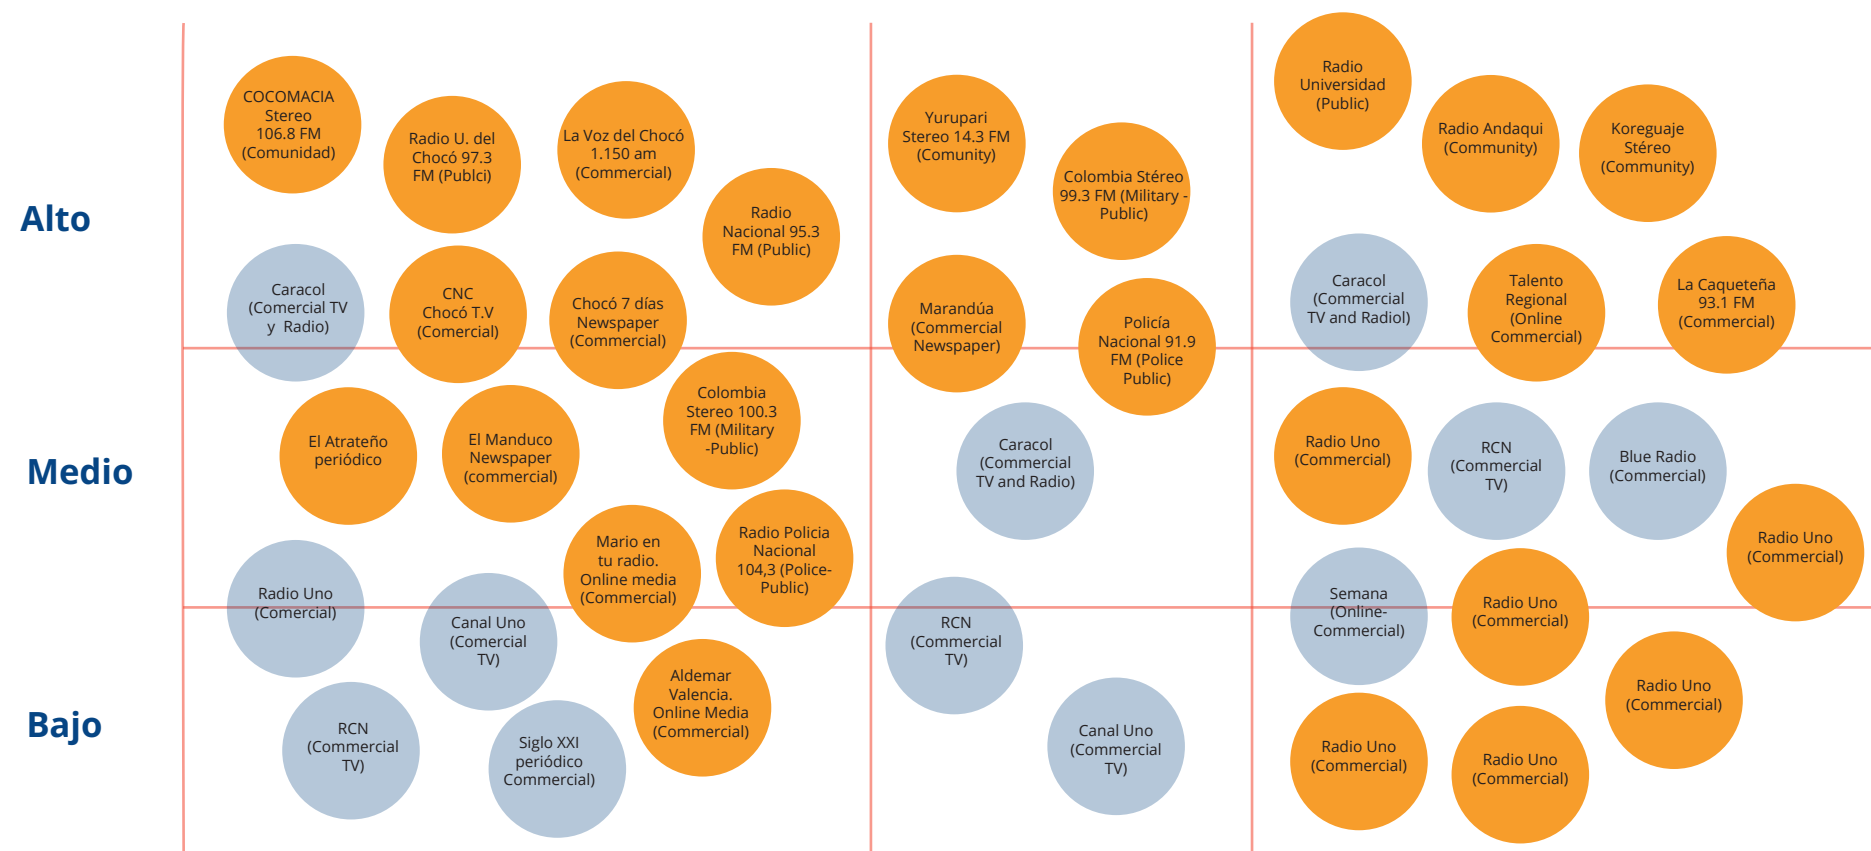 Alto
COCOMACIA
Stereo
106.8 FM
(Comunidad)
Radio U. del
Chocó 97.3
FM (Publci)
La Voz del Chocó
1.150 am
(Commercial)
Radio
Nacional 95.3
FM (Public)
Caracol
(Comercial TV
y Radio)
CNC
Chocó T.V
(Comercial)
Chocó 7 días
Newspaper
(Commercial)
Yurupari
Stereo 14.3 FM
(Comunity)
Colombia Stéreo
99.3 FM (Military -
Public)
Marandúa
(Commercial
Newspaper)
Policía
Nacional 91.9
FM (Police
Public)
Radio
Universidad
(Public)
Radio Andaqui
(Community)
Koreguaje
Stéreo
(Community)
Caracol
(Commercial
TV and Radiol)
Talento
Regional
(Online
Commercial)
La Caqueteña
93.1 FM
(Commercial)
Medio
El Atrateño
periódico
El Manduco
Newspaper
(commercial)
Colombia
Stereo 100.3
FM (Military
-Public)
Mario en
tu radio.
Online media
(Commercial)
Radio Policia
Nacional
104,3 (Police-
Public)
Radio Uno
(Comercial)
Caracol
(Commercial
TV and Radio)
Radio Uno
(Commercial)
RCN
(Commercial
TV)
Blue Radio
(Commercial)
Radio Uno
(Commercial)
Semana
(Online-
Commercial)
Radio Uno
(Commercial)
Bajo
Canal Uno
(Comercial
TV)
RCN
(Commercial
TV)
Siglo XXI
periódico
Commercial)
Aldemar
Valencia.
Online Media
(Commercial)
RCN
(Commercial
TV)
Canal Uno
(Commercial
TV)
Radio Uno
(Commercial)
Radio Uno
(Commercial)
Radio Uno
(Commercial)